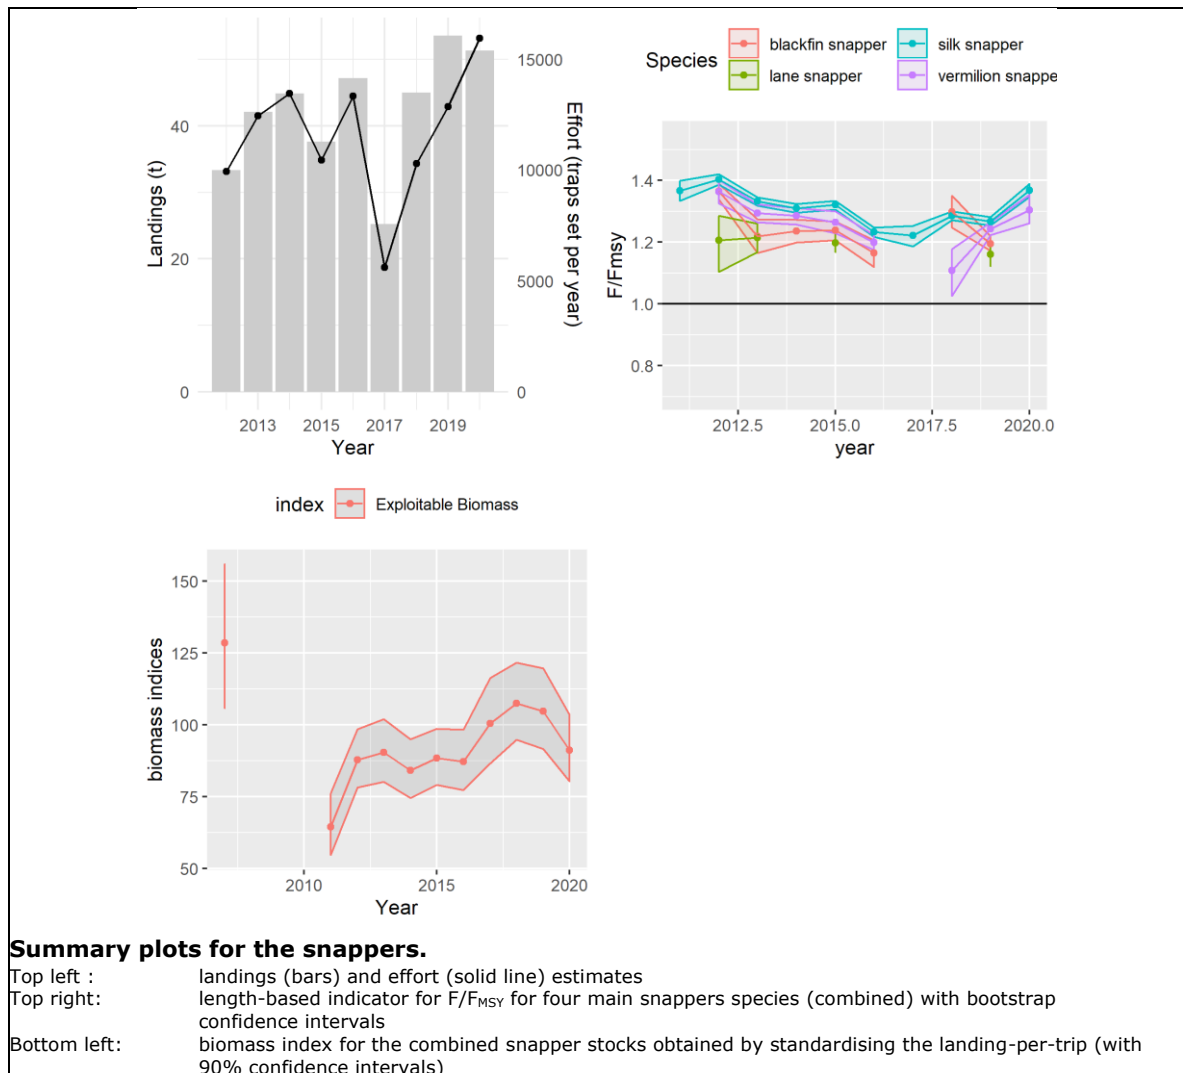 Landings (t)
40
20
0
15000
10000
5000
0
Effort (traps set per year)
2013 2015 2017 2019
Year
Species
blackfin snapper
silk snapper
lane snapper
vermilion snappe
F/Fmsy
1.4
1.2
1.0
0.8
2012.5 2015.0 2017.5 2020.0
year
index
Exploitable Biomass
biomass indices
150
125
100
75
50
2010 2015 2020
Year
Summary plots for the snappers.
Top left : landings (bars) and effort (solid line) estimates
Top right: length-based indicator for F/FMSY for four main snappers species (combined) with bootstrap
confidence intervals
Bottom left: biomass index for the combined snapper stocks obtained by standardising the landing-per-trip (with
90% confidence intervals)